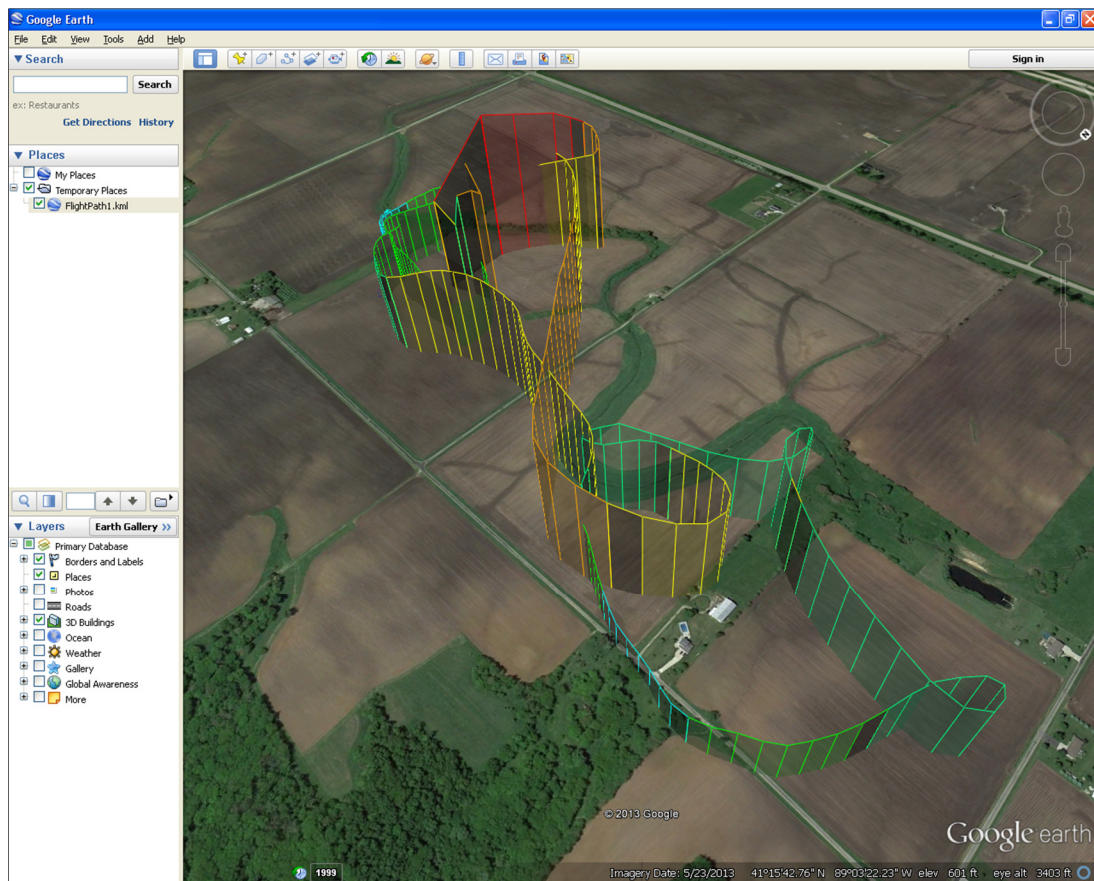 Google Earth
File Edit View Tools Add Help
Search
Search
ex: Restaurants
Get Directions History
Places
My Places
Temporary Places
FlightPath1.kml
Layers
Earth Gallery »
Primary Database
Borders and Labels
Places
Photos
Roads
3D Buildings
Ocean
Weather
Gallery
Global Awareness
More
Sign in
© 2013 Google
Google earth
1999
Imagery Date: 5/23/2013 41°15'42.76" N 89°03'22.23" W elev 601 ft eye alt 3403 ft